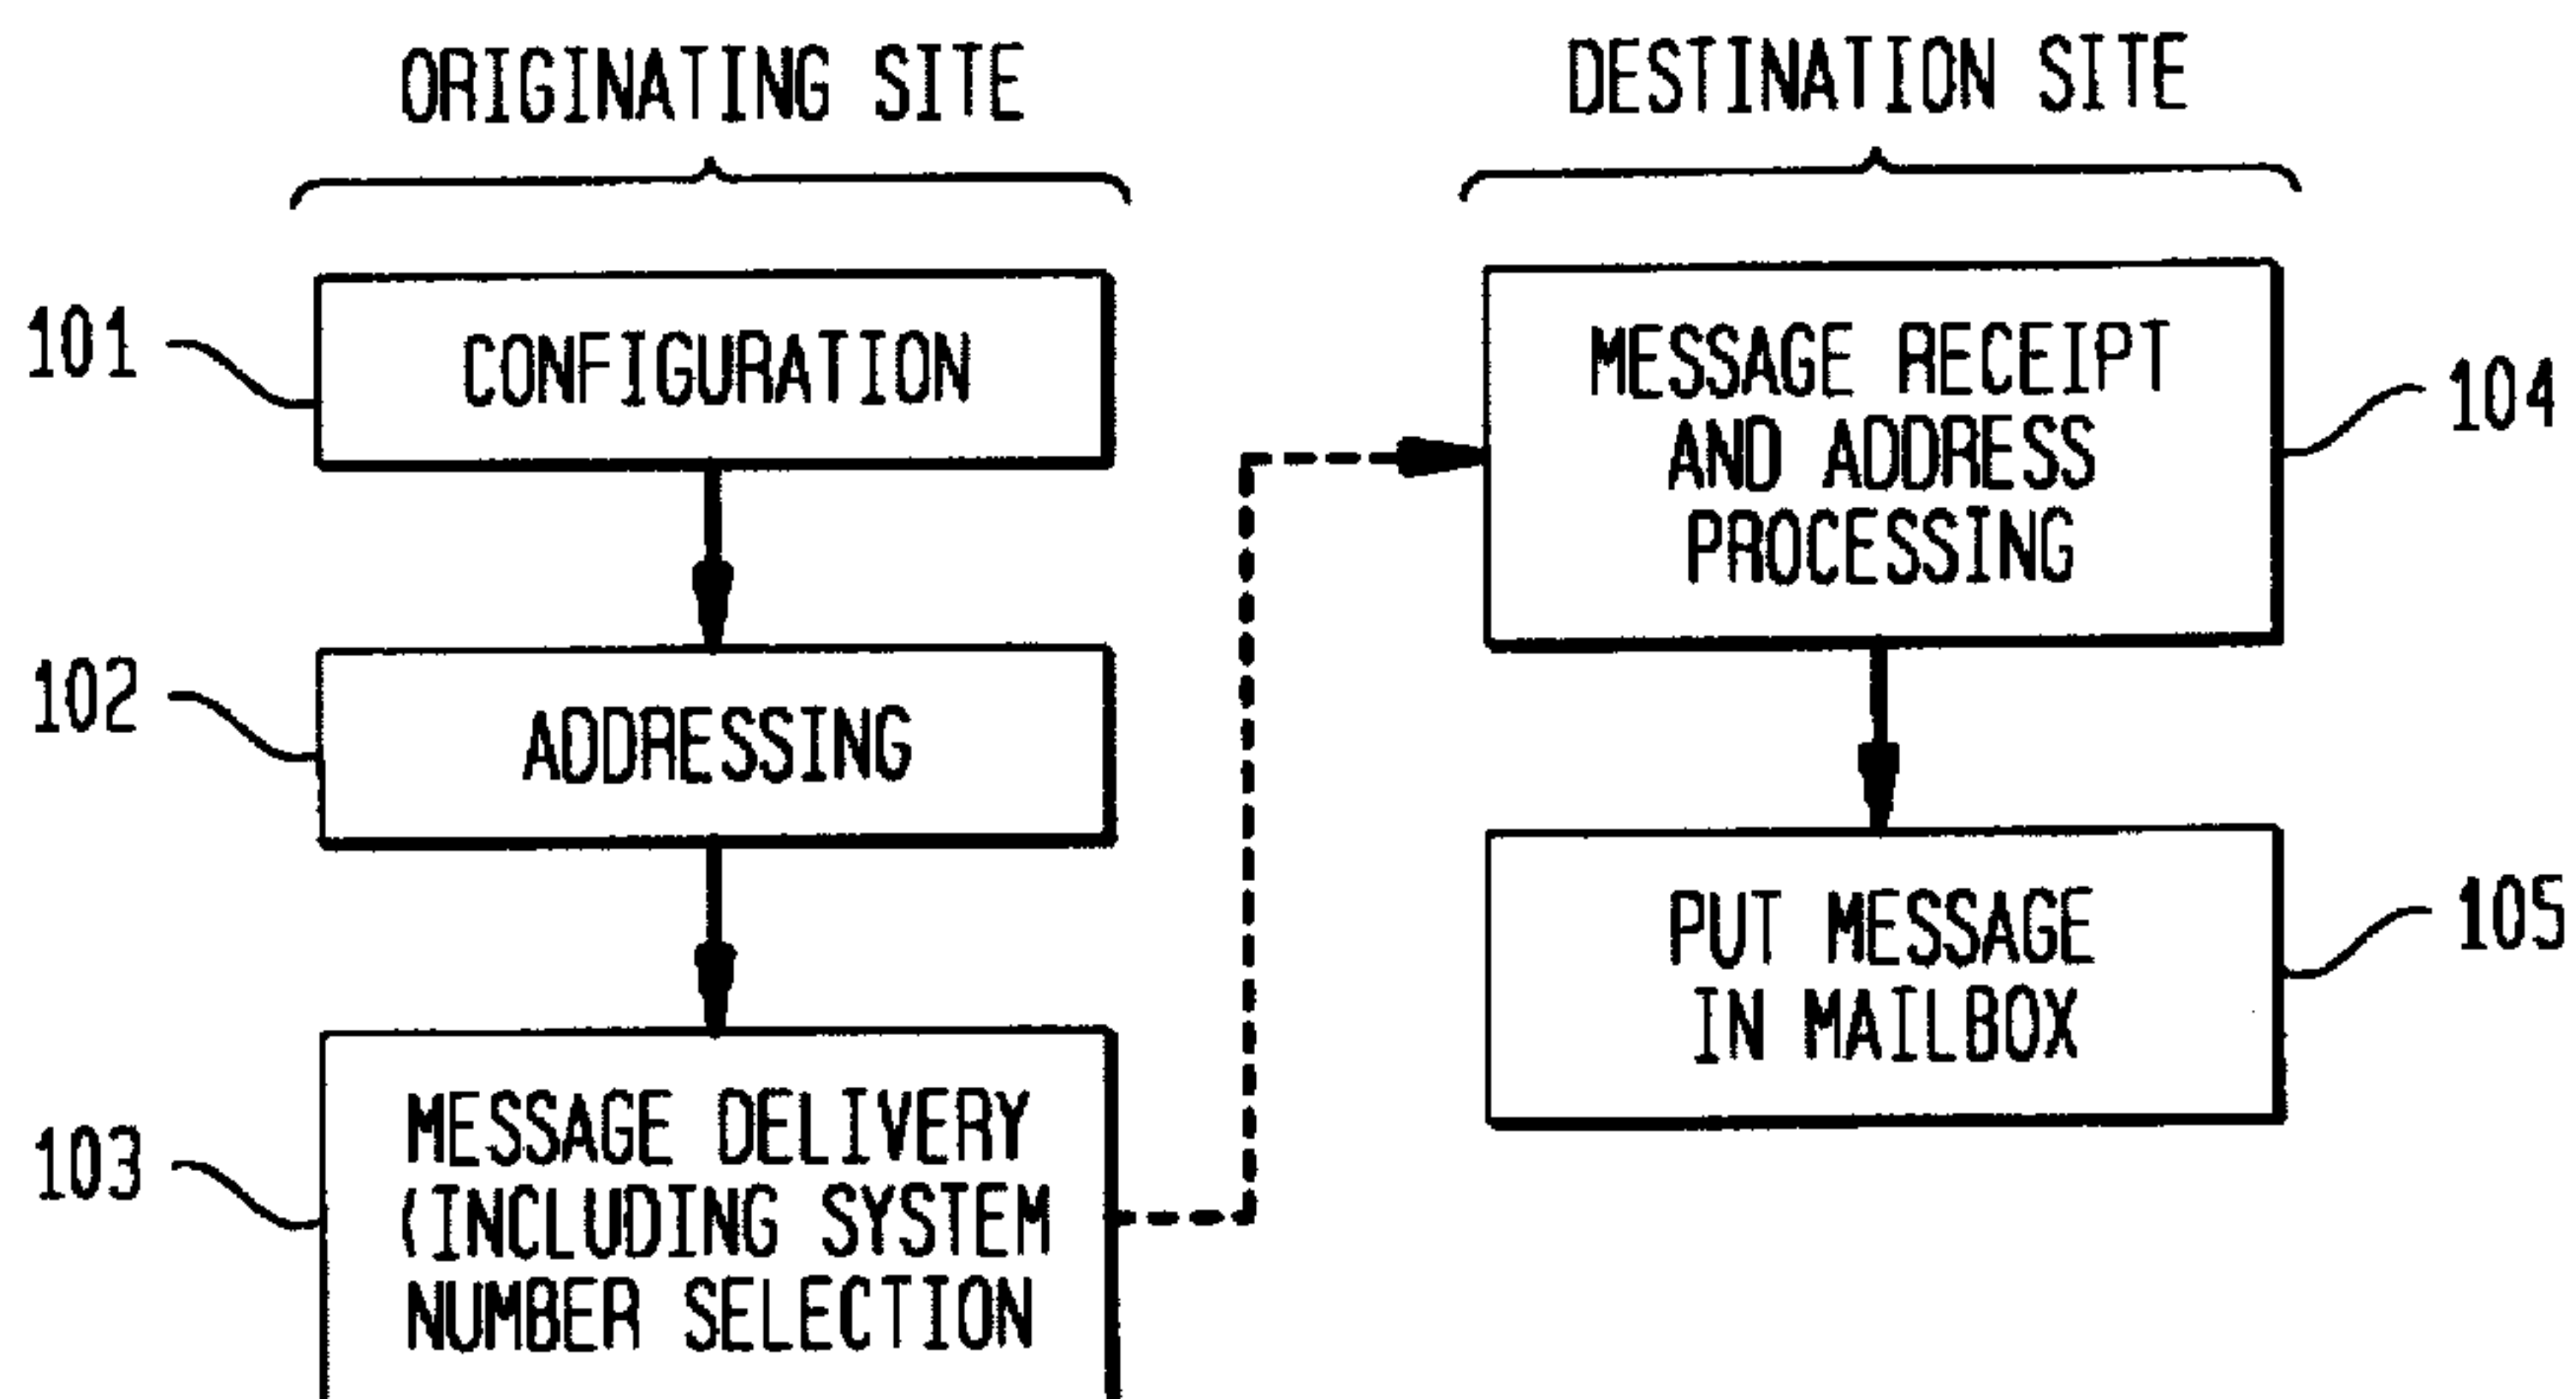 ORIGINATING SITE
101
CONFIGURATION
102
ADDRESSING
103
MESSAGE DELIVERY
(INCLUDING SYSTEM
NUMBER SELECTION
DESTINATION SITE
MESSAGE RECEIPT
AND ADDRESS
PROCESSING
104
PUT MESSAGE
IN MAILBOX
105